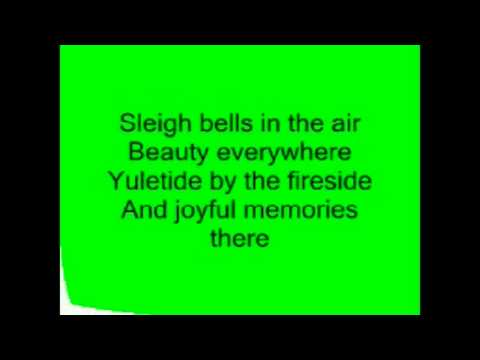 Sleigh bells in the air
Beauty everywhere
Yuletide by the fireside
And joyful memories
there